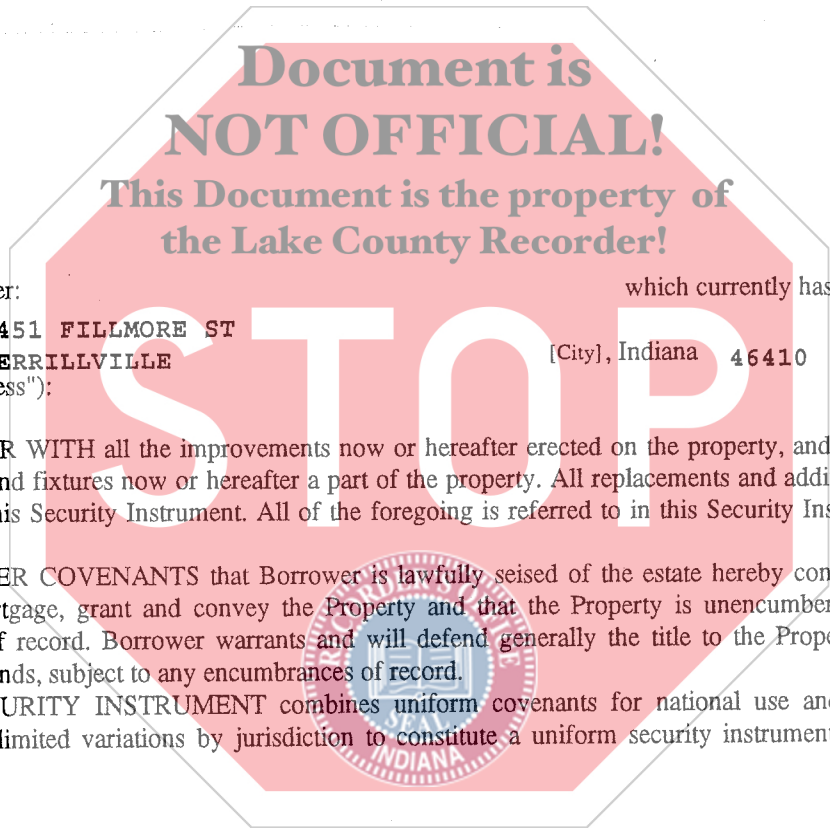 Document is
NOT OFFICIAL!
This Document is the property of
the Lake County Recorder!
er: which currently has
451 FILLMORE ST
ERRILLVILLE [City], Indiana 46410
ess"):
STOP
R WITH all the improvements now or hereafter erected on the property, and
nd fixtures now or hereafter a part of the property. All replacements and addi
his Security Instrument. All of the foregoing is referred to in this Security Ins
ER COVENANTS that Borrower is lawfully seised of the estate hereby con
rtgage, grant and convey the Property and that the Property is unencumber
f record. Borrower warrants and will defend generally the title to the Prope
nds, subject to any encumbrances of record.
URITY INSTRUMENT combines uniform covenants for national use and
limited variations by jurisdiction to constitute a uniform security instrument
RECORDER'S OFFICE
SEAL
INDIANA